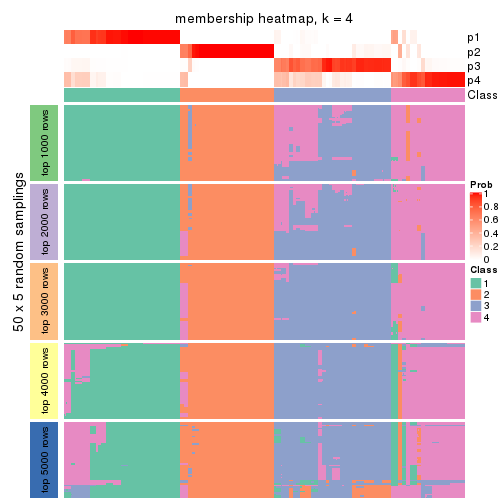 membership heatmap, k = 4
p1
p2
p3
p4
Class
50 x 5 random samplings
top 1000 rows
top 2000 rows
top 3000 rows
top 4000 rows
top 5000 rows
Prob
1
0.8
0.6
0.4
0.2
0
Class
1
2
3
4